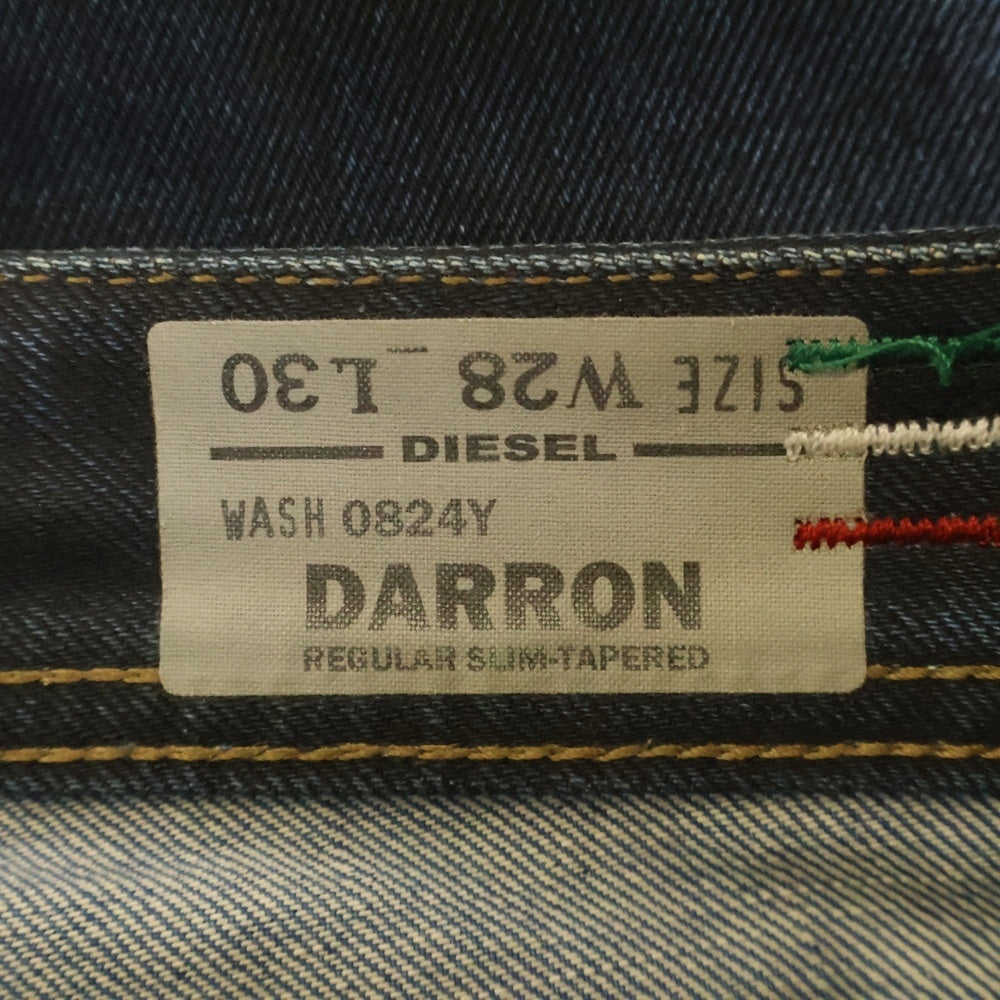 SIZE W28 L30
DIESEL
WASH 0824Y
DARRON
REGULAR SLIM-TAPERED